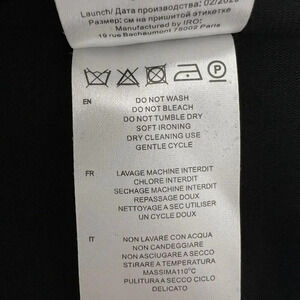 Launch/ Дата производства: 02/202
Размер: см на пришитой этикетке
Manufactured by IRO:
19 rue Bachaumont 75002 Paris
P
EN
DO NOT WASH
DO NOT BLEACH
DO NOT TUMBLE DRY
SOFT IRONING
DRY CLEANING USE
GENTLE CYCLE
FR
LAVAGE MACHINE INTERDIT
CHLORE INTERDIT
SECHAGE MACHINE INTERDIT
REPASSAGE DOUX
NETTOYAGE A SEC UTILISER
UN CYCLE DOUX
IT
NON LAVARE CON ACQUA
NON CANDEGGIARE
NON ASCIUGARE A SECCO
STIRARE A TEMPERATURA
MASSIMA110°C
PULITURA A SECCO CICLO
DELICATO